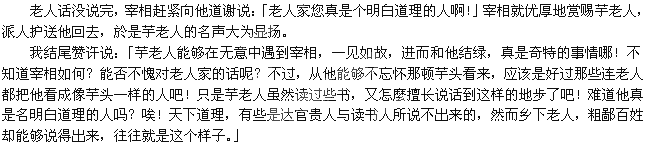 老人话没说完，宰相赶紧向他道谢说：「老人家您真是个明白道理的人啊!」宰相就优厚地赏赐芋老人，
派人护送他回去，於是芋老人的名声大为显扬。
我结尾赞许说：「芋老人能够在无意中遇到宰相，一见如故，进而和他结缘，真是奇特的事情哪！不
知道宰相如何？能否不愧对老人家的话呢？不过，从他能够不忘怀那顿芋头看来，应该是好过那些连老人
都把他看成像芋头一样的人吧！只是芋老人虽然读过些书，又怎麽擅长说话到这样的地步了吧！难道他真
是名明白道理的人吗？唉！天下道理，有些是达官贵人与读书人所说不出来的，然而乡下老人，粗鄙百姓
却能够说得出来，往往就是这个样子。」